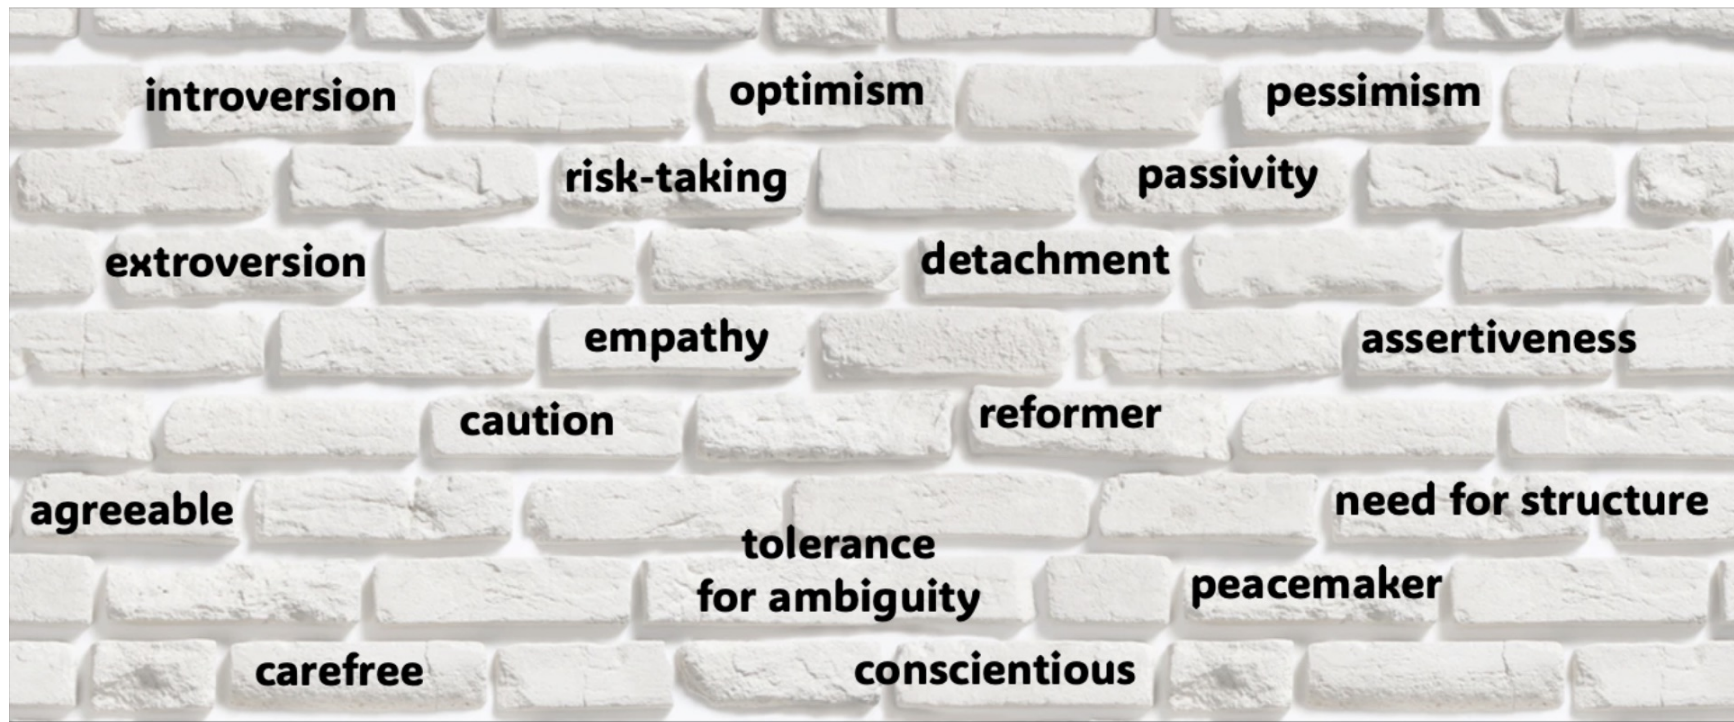 introversion
optimism
pessimism
risk-taking
passivity
extroversion
detachment
empathy
assertiveness
caution
reformer
agreeable
need for structure
tolerance
for ambiguity
peacemaker
carefree
conscientious